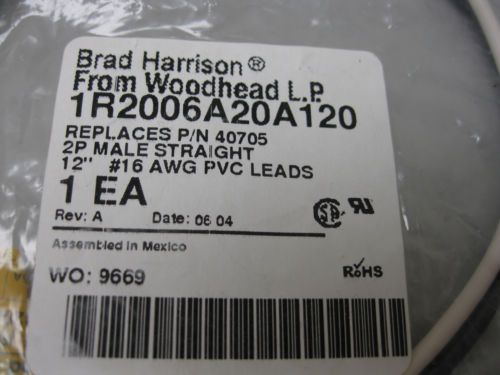 Brad Harrison®
From Woodhead L.P.
1R2006A20A120
REPLACES P/N 40705
2P MALE STRAIGHT
12" #16 AWG PVC LEADS
1 EA
Rev: A Date: 06 04
Assembled in Mexico
WO: 9669
RoHS